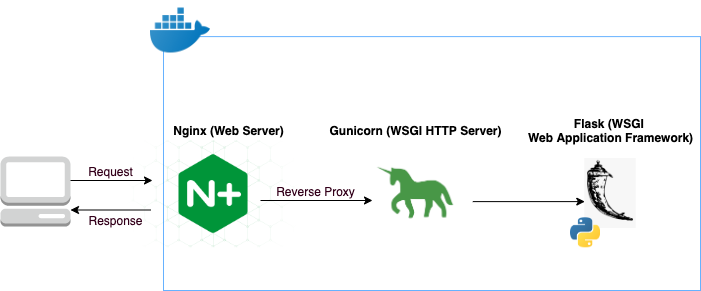 Nginx (Web Server)
Gunicorn (WSGI HTTP Server)
Flask (WSGI
Web Application Framework)
Request
N+
Reverse Proxy
Response